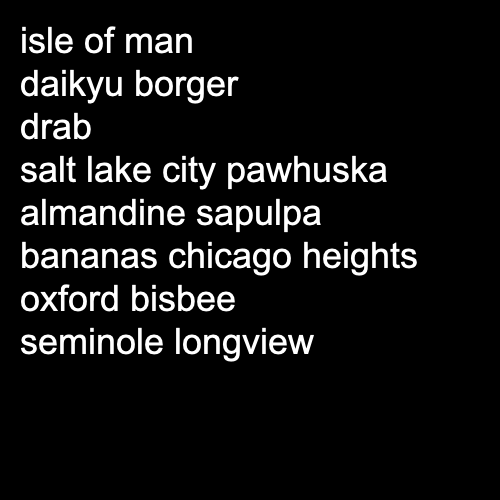 isle of man
daikyu borger
drab
salt lake city pawhuska
almandine sapulpa
bananas chicago heights
oxford bisbee
seminole longview